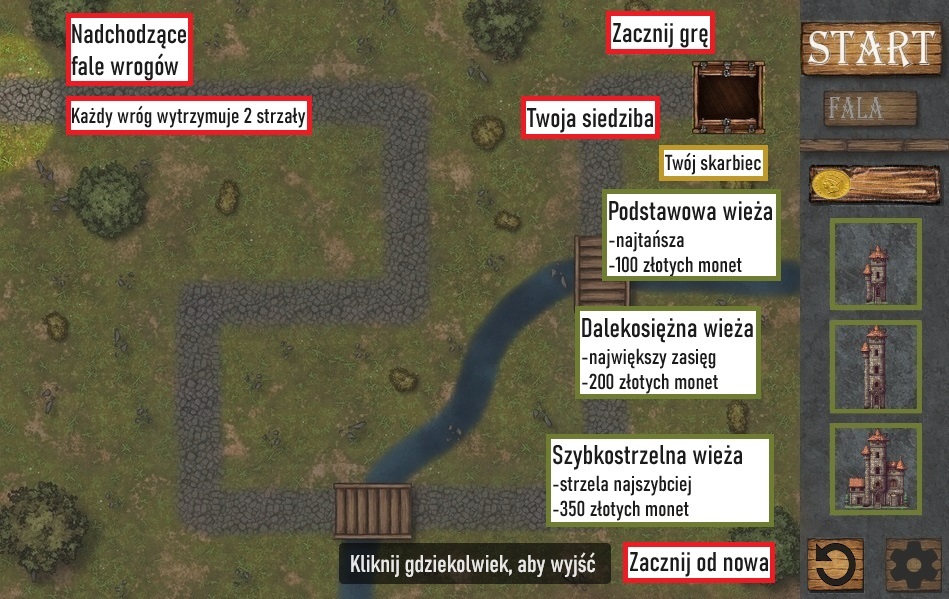 Nadchodzące
fale wrogów
Każdy wróg wytrzymuje 2 strzały
Zacznij grę
START
FALA
Twoja siedziba
Twój skarbiec
Podstawowa wieża
-najtańsza
-100 złotych monet
Dalekosiężna wieża
-największy zasięg
-200 złotych monet
Szybkostrzelna wieża
-strzela najszybciej
-350 złotych monet
Kliknij gdziekolwiek, aby wyjść
Zacznij od nowa